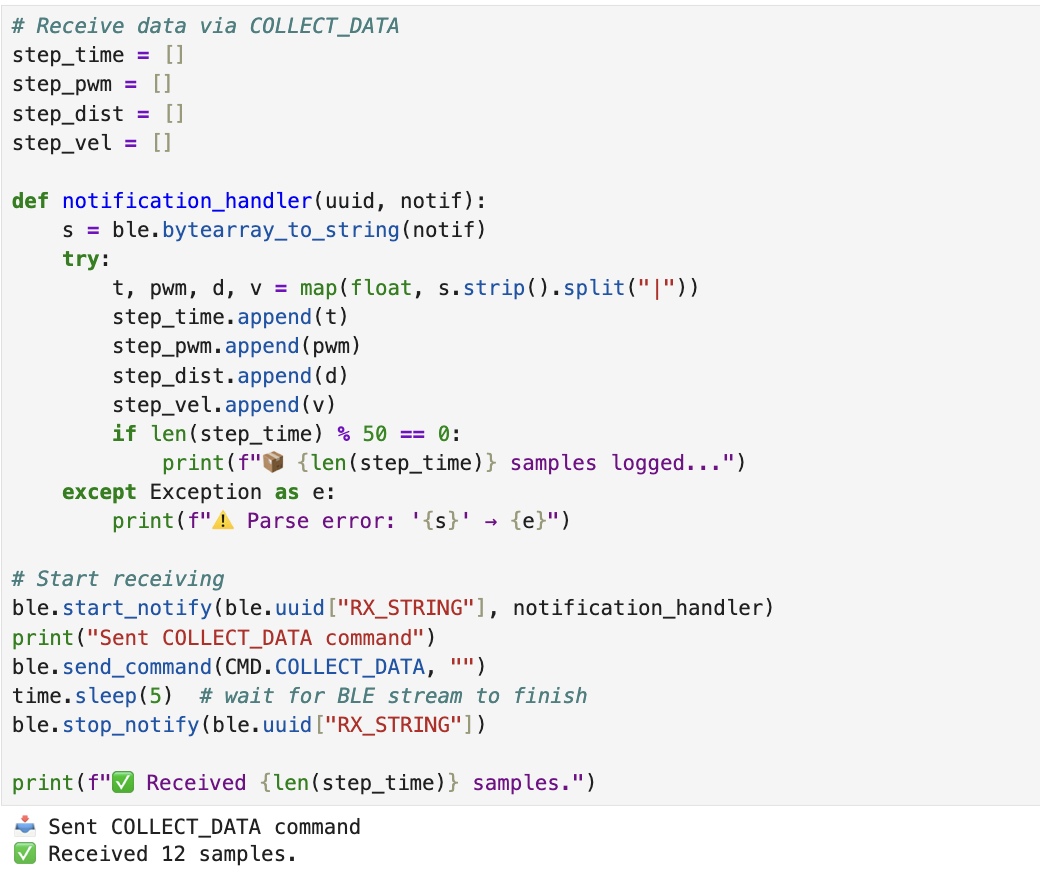 # Receive data via COLLECT_DATA
step_time = []
step_pwm = []
step_dist = []
step_vel = []

def notification_handler(uuid, notif):
    s = ble.bytearray_to_string(notif)
    try:
        t, pwm, d, v = map(float, s.strip().split("|"))
        step_time.append(t)
        step_pwm.append(pwm)
        step_dist.append(d)
        step_vel.append(v)
        if len(step_time) % 50 == 0:
            print(f"📦 {len(step_time)} samples logged...")
    except Exception as e:
        print(f"⚠️ Parse error: '{s}' → {e}")

# Start receiving
ble.start_notify(ble.uuid["RX_STRING"], notification_handler)
print("Sent COLLECT_DATA command")
ble.send_command(CMD.COLLECT_DATA, "")
time.sleep(5)  # wait for BLE stream to finish
ble.stop_notify(ble.uuid["RX_STRING"])

print(f"✅ Received {len(step_time)} samples.")
📥 Sent COLLECT_DATA command
✅ Received 12 samples.